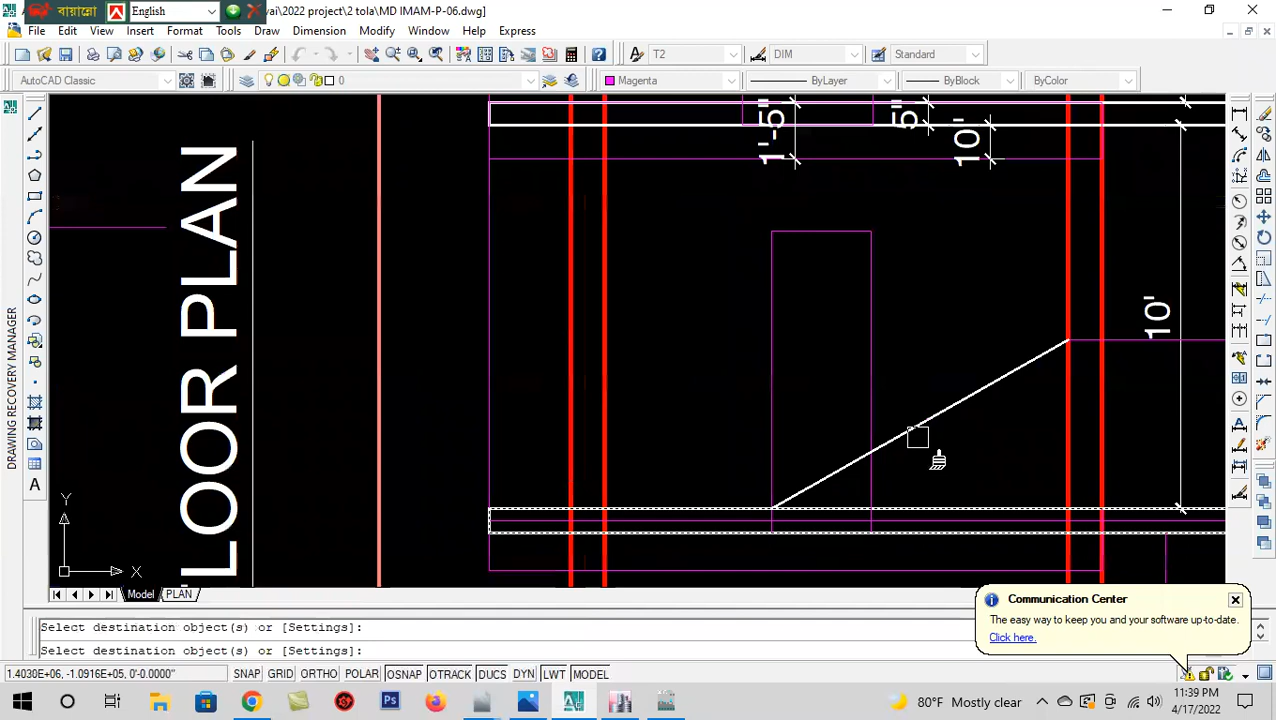 বায়ান্নো
English
vai\2022 project\2 tola\MD IMAM-P-06.dwg]
File Edit View Insert Format Tools Draw Dimension Modify Window Help Express
T2 DIM Standard
AutoCAD Classic 0 Magenta ByLayer ByBlock ByColor
DRAWING RECOVERY MANAGER
FLOOR PLAN
1'-5"
5"
10'
10'
Y
X
Model PLAN
Communication Center
The easy way to keep you and your software up-to-date.
Click here.
Select destination object(s) or [Settings]:
Select destination object(s) or [Settings]:
1.4038E+06, -1.0916E+05, 0'-0.0000" SNAP GRID ORTHO POLAR OSNAP OTRACK DUCS DYN LWT MODEL
Ps
80°F Mostly clear
11:39 PM
4/17/2022